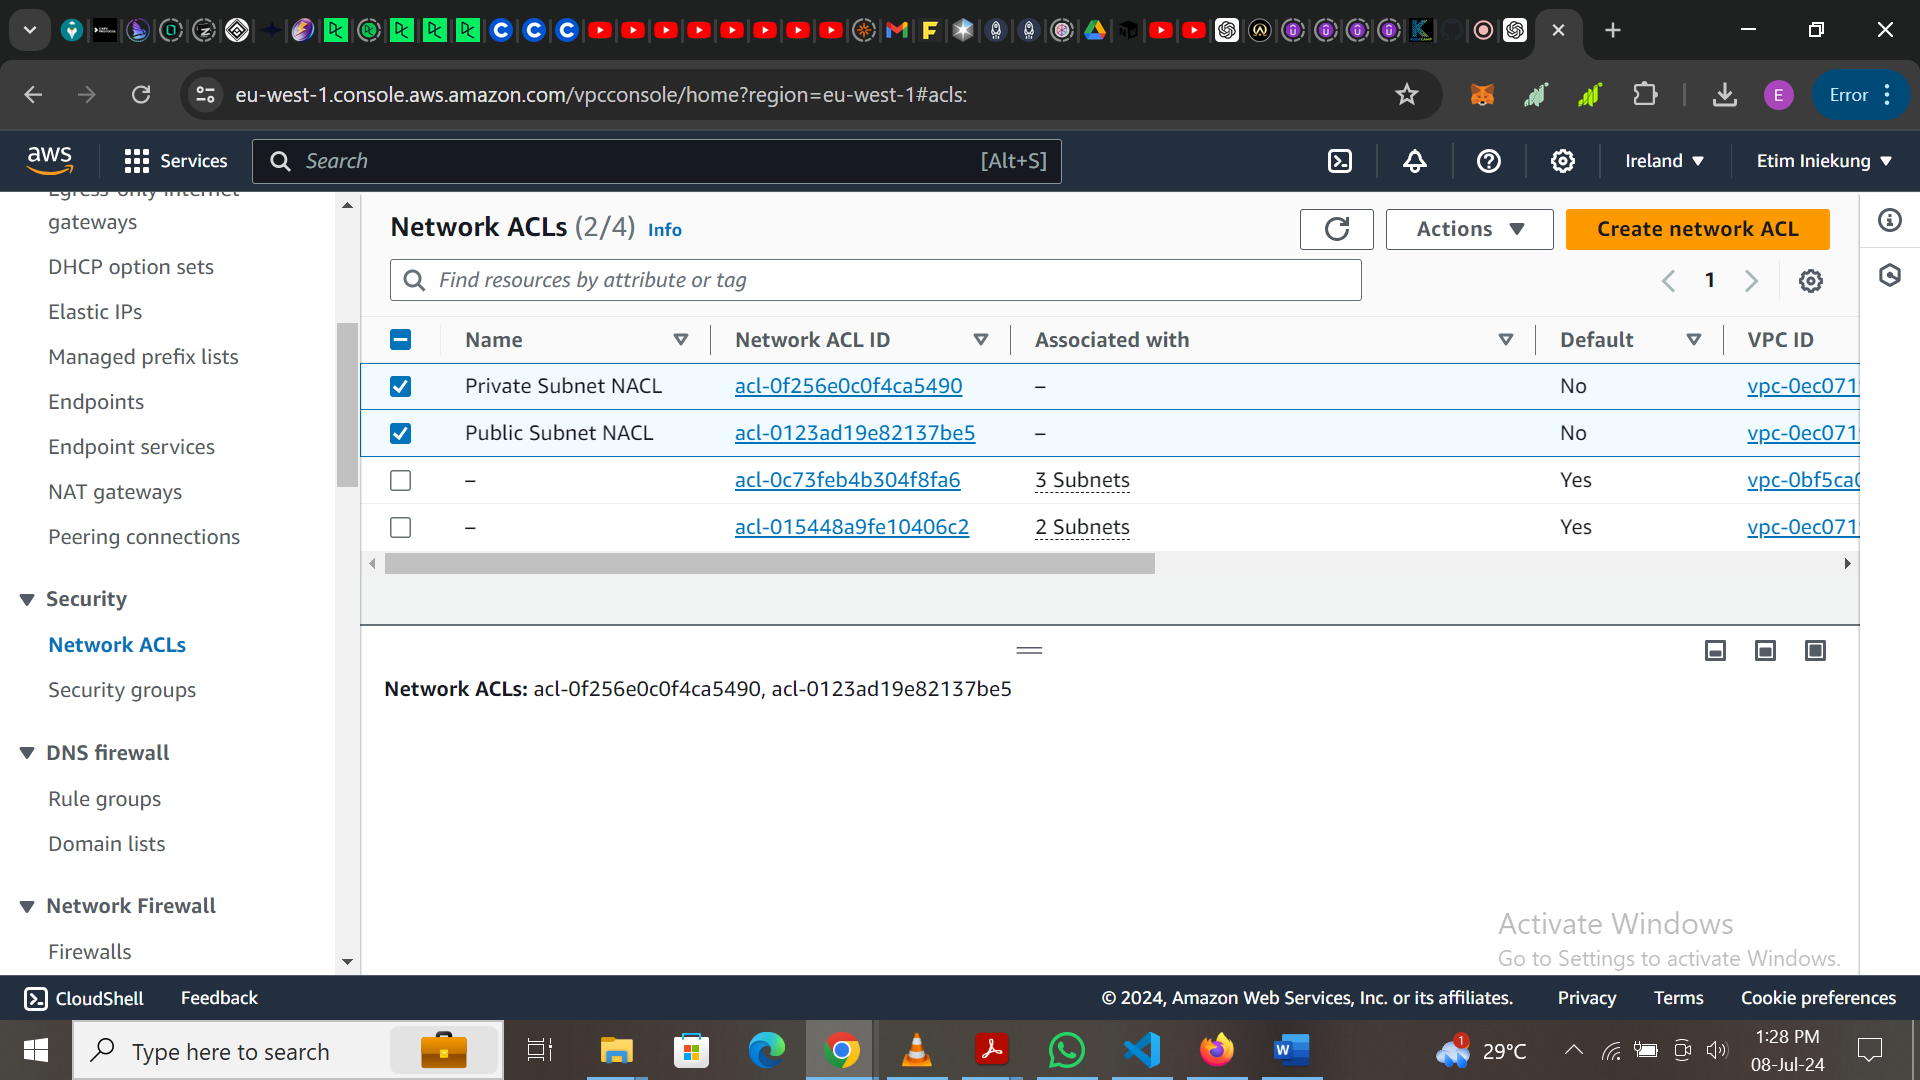 eu-west-1.console.aws.amazon.com/vpcconsole/home?region=eu-west-1#acls:
E
Error
aws
Services
Search
[Alt+S]
Ireland
Etim Iniekung
Egress-only internet
gateways
DHCP option sets
Elastic IPs
Managed prefix lists
Endpoints
Endpoint services
NAT gateways
Peering connections
Security
Network ACLs
Security groups
DNS firewall
Rule groups
Domain lists
Network Firewall
Firewalls
Network ACLs (2/4) Info
Actions
Create network ACL
Find resources by attribute or tag
1
Name Network ACL ID Associated with Default VPC ID
Private Subnet NACL acl-0f256e0c0f4ca5490 – No vpc-0ec071
Public Subnet NACL acl-0123ad19e82137be5 – No vpc-0ec071
– acl-0c73feb4b304f8fa6 3 Subnets Yes vpc-0bf5ca0
– acl-015448a9fe10406c2 2 Subnets Yes vpc-0ec071
Network ACLs: acl-0f256e0c0f4ca5490, acl-0123ad19e82137be5
Activate Windows
Go to Settings to activate Windows.
CloudShell
Feedback
© 2024, Amazon Web Services, Inc. or its affiliates.
Privacy
Terms
Cookie preferences
Type here to search
1
29°C
1:28 PM
08-Jul-24